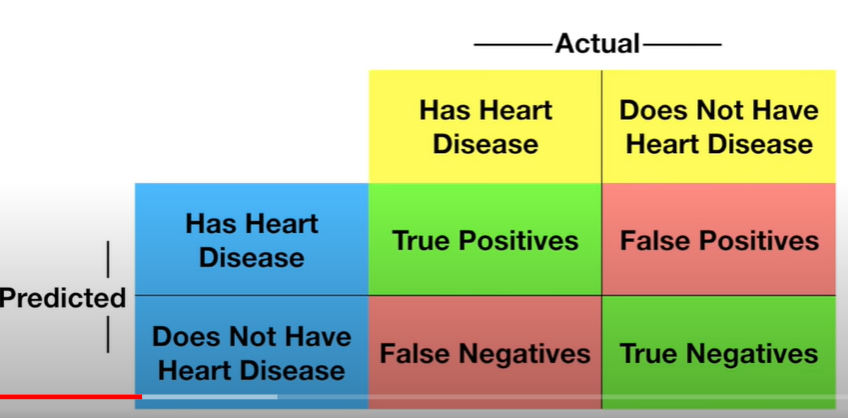 Actual
Has Heart
Disease
Does Not Have
Heart Disease
Has Heart
Disease
True Positives
False Positives
Predicted
Does Not Have
Heart Disease
False Negatives
True Negatives